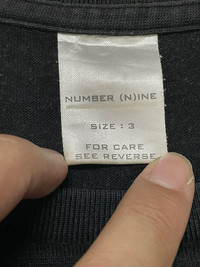 NUMBER (N)INE
SIZE : 3
FOR CARE
SEE REVERSE